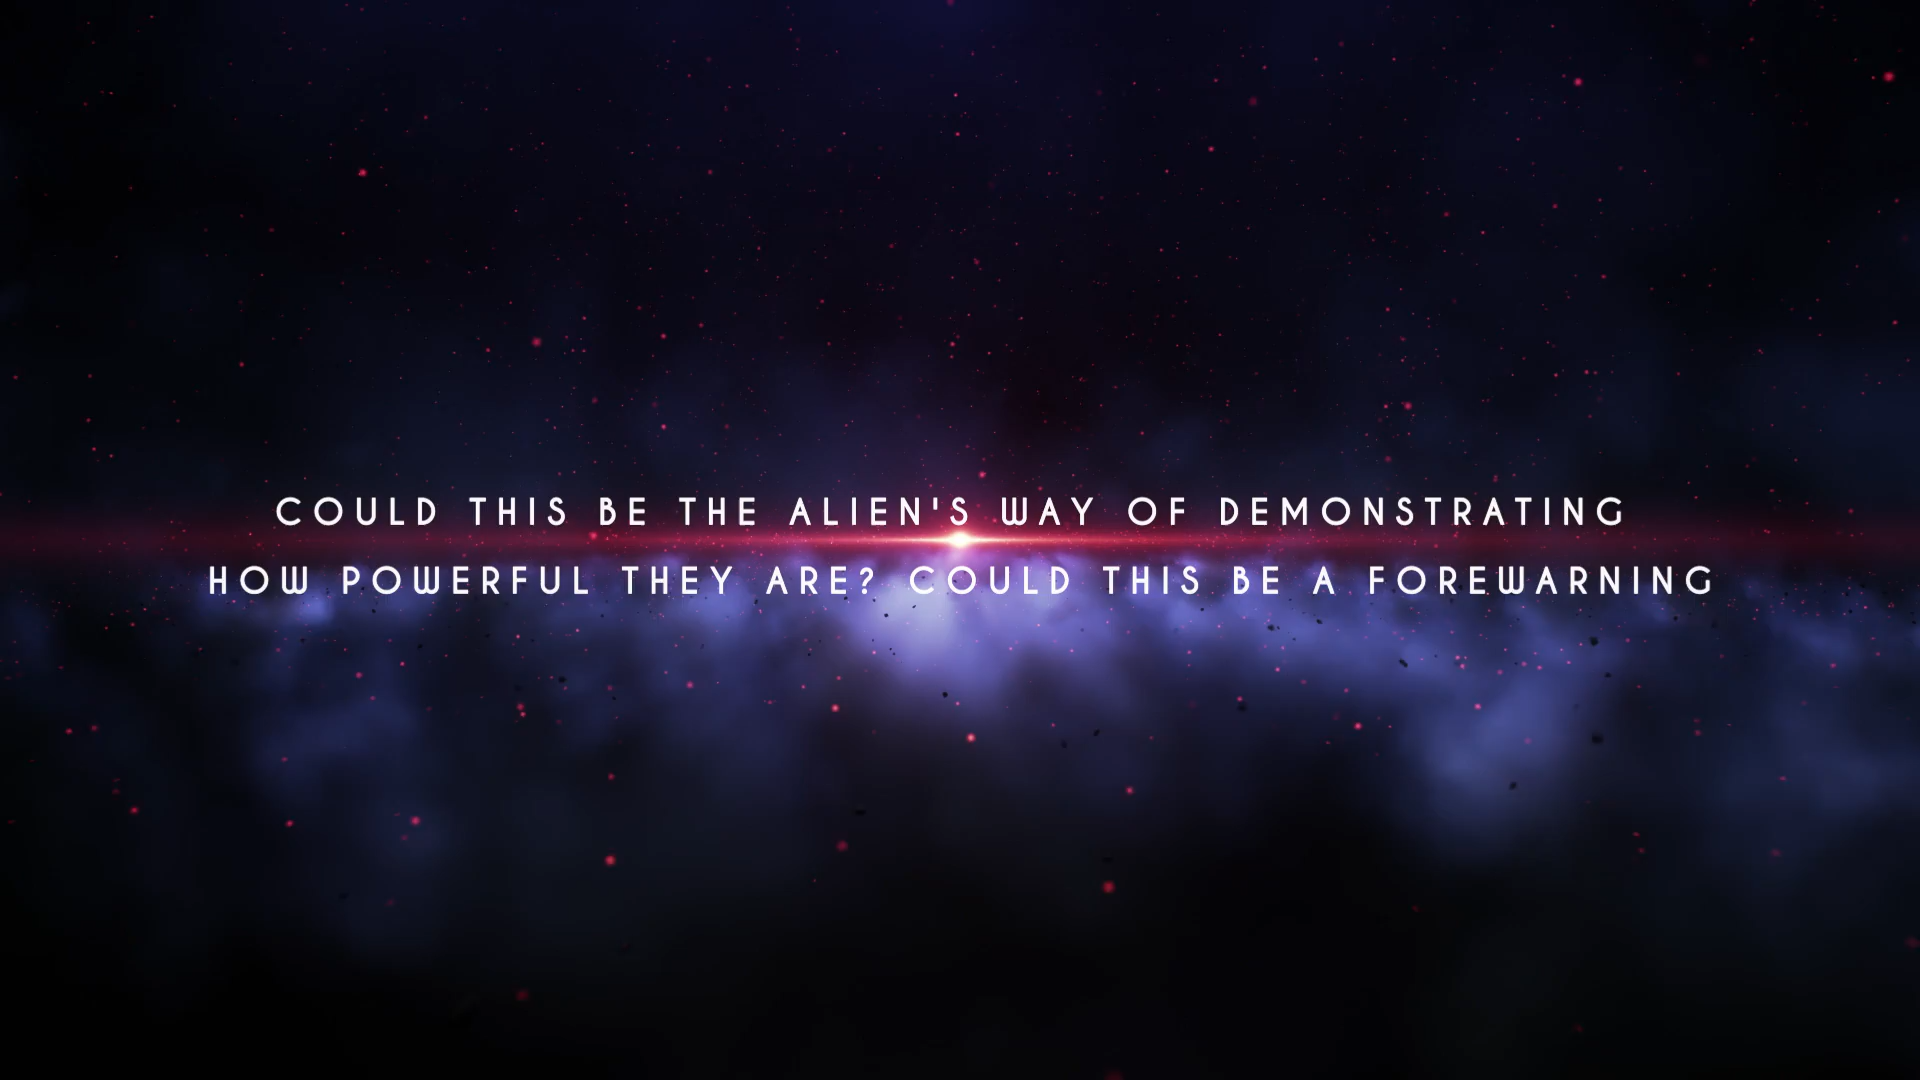 COULD THIS BE THE ALIEN'S WAY OF DEMONSTRATING
HOW POWERFUL THEY ARE? COULD THIS BE A FOREWARNING